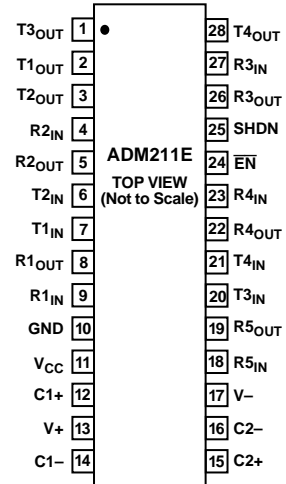 T3OUT 1 28 T4OUT
T1OUT 2 27 R3IN
T2OUT 3 26 R3OUT
R2IN 4 25 SHDN
R2OUT 5 ADM211E 24 E̅N̅
T2IN 6 TOP VIEW (Not to Scale) 23 R4IN
T1IN 7 22 R4OUT
R1OUT 8 21 T4IN
R1IN 9 20 T3IN
GND 10 19 R5OUT
VCC 11 18 R5IN
C1+ 12 17 V–
V+ 13 16 C2–
C1– 14 15 C2+